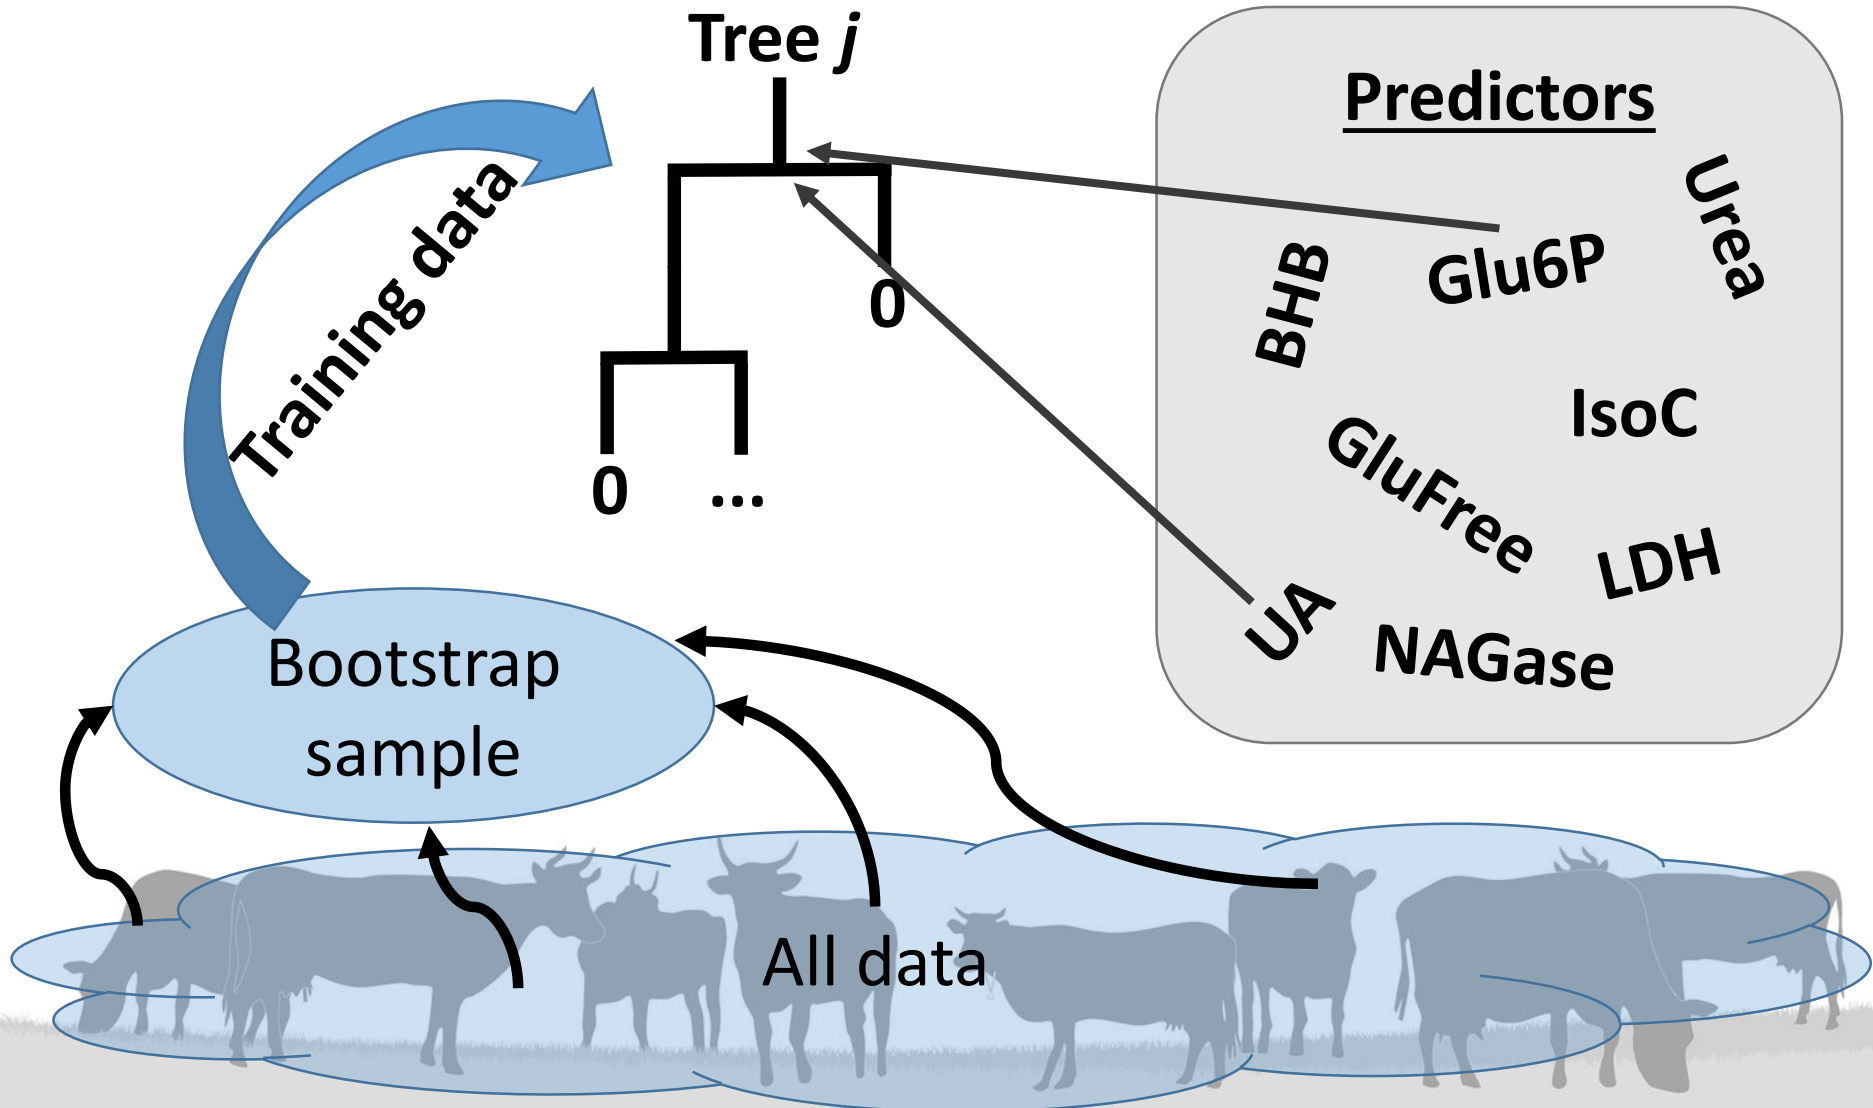 Tree j
Predictors
Urea
Glu6P
BHB
Training data
0
IsoC
GluFree
0
...
LDH
UA
NAGase
Bootstrap
sample
All data